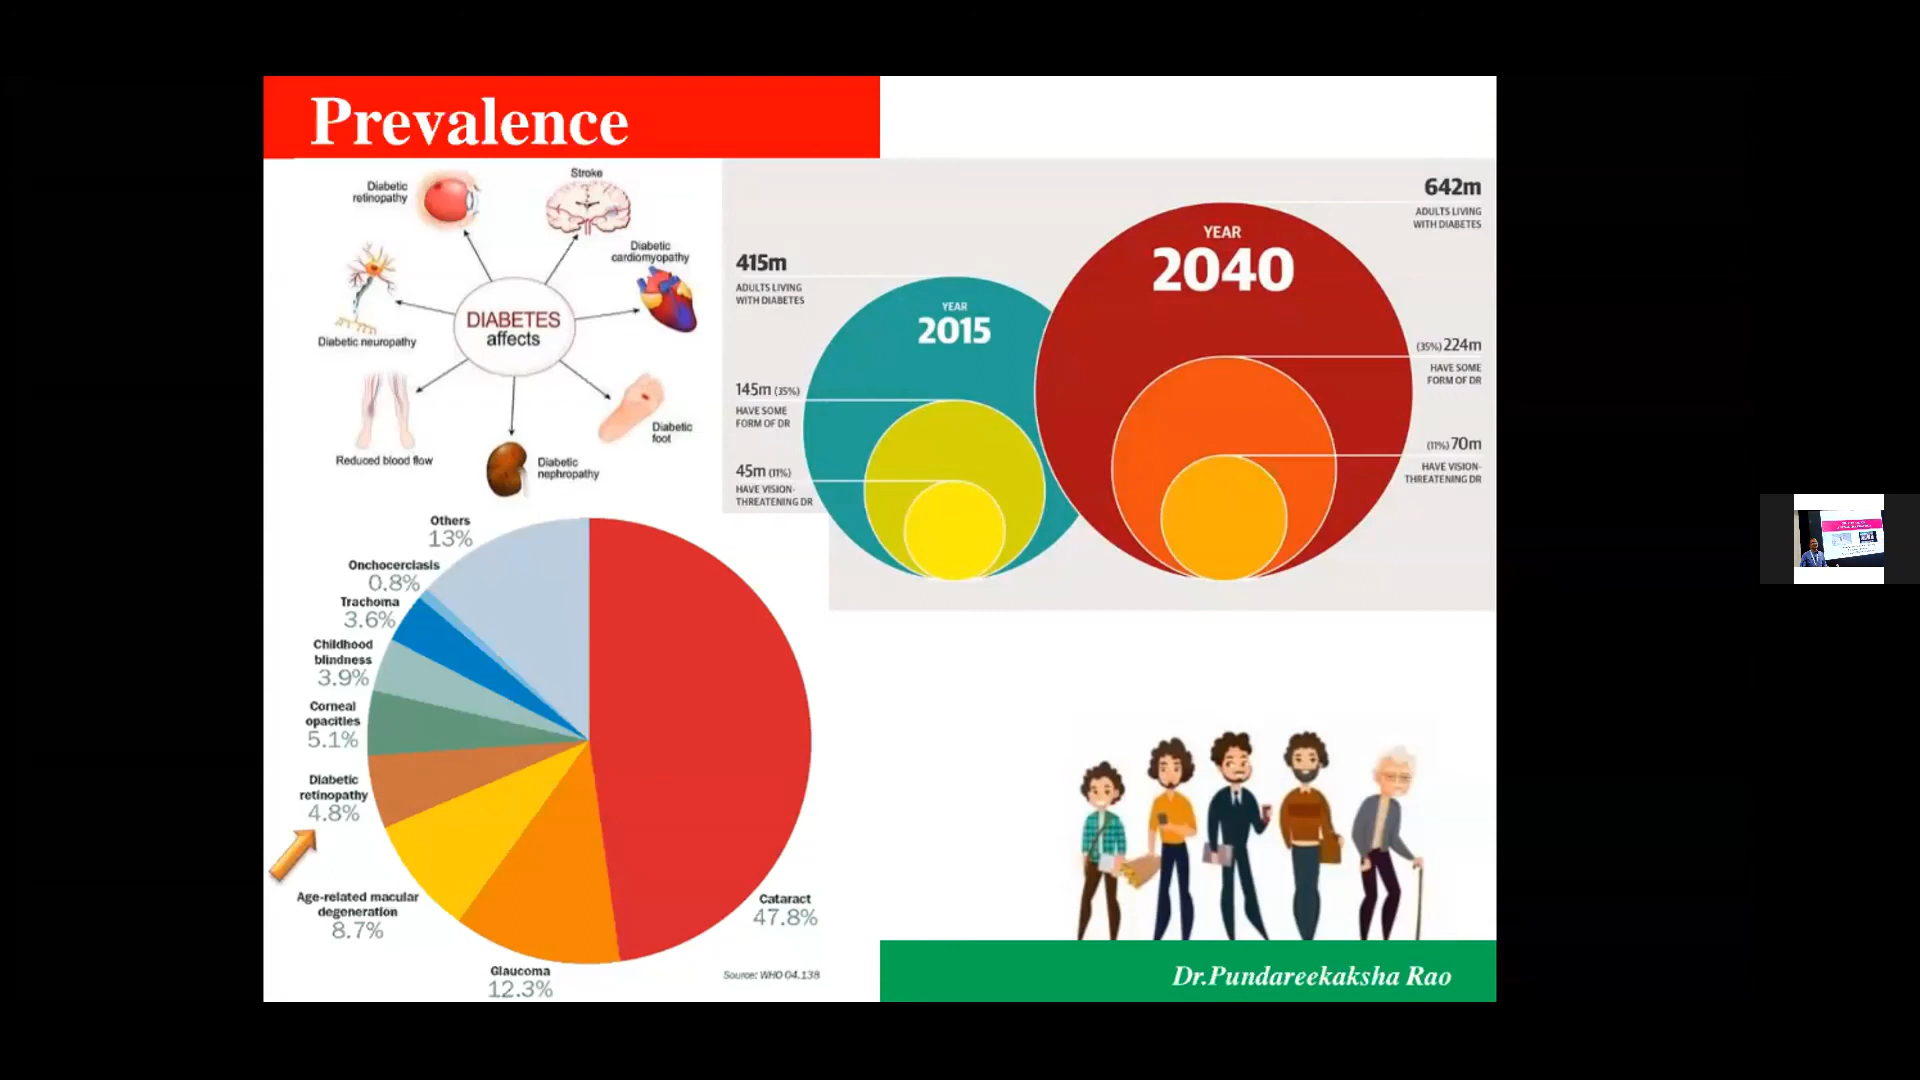 Prevalence
Diabetic
retinopathy
Stroke
Diabetic
cardiomyopathy
DIABETES
affects
Diabetic neuropathy
Reduced blood flow
Diabetic
nephropathy
Diabetic
foot
415m
ADULTS LIVING
WITH DIABETES
145m (35%)
HAVE SOME
FORM OF DR
45m (11%)
HAVE VISION-
THREATENING DR
YEAR
2015
YEAR
2040
642m
ADULTS LIVING
WITH DIABETES
(35%) 224m
HAVE SOME
FORM OF DR
(11%) 70m
HAVE VISION-
THREATENING DR
Others
13%
Onchocerciasis
0.8%
Trachoma
3.6%
Childhood
blindness
3.9%
Corneal
opacities
5.1%
Diabetic
retinopathy
4.8%
Age-related macular
degeneration
8.7%
Glaucoma
12.3%
Cataract
47.8%
Source: WHO 04.138
Dr.Pundareekaksha Rao